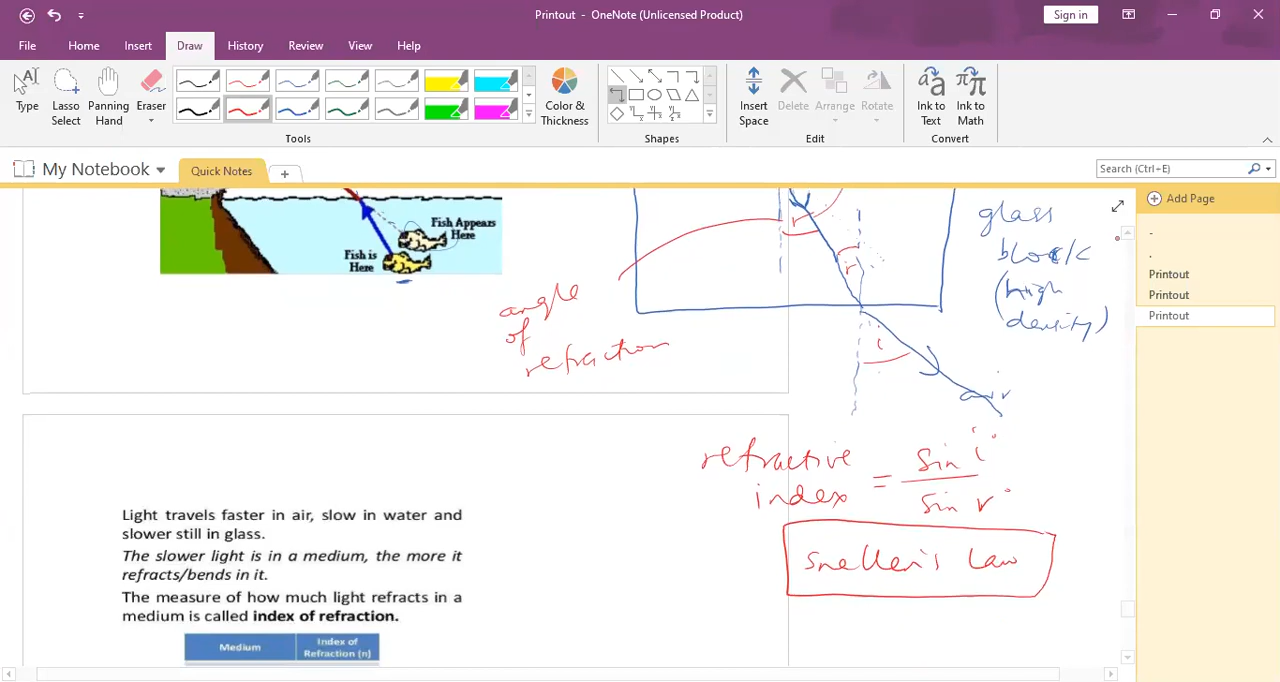 Printout - OneNote (Unlicensed Product)
Sign in
File Home Insert Draw History Review View Help
Type
Lasso Select
Panning Hand
Eraser
Tools
Color & Thickness
Shapes
Insert Space
Delete
Arrange
Rotate
Edit
Ink to Text
Ink to Math
Convert
My Notebook
Quick Notes
Search (Ctrl+E)
Add Page
-
.
Printout
Printout
Printout
Fish Appears
Here
Fish is
Here
r
r
i
glass
block
(high
density)
air
angle
of
refraction
refractive
index
= sin i°
sin r°
Sneller's Law
Light travels faster in air, slow in water and
slower still in glass.
The slower light is in a medium, the more it
refracts/bends in it.
The measure of how much light refracts in a
medium is called index of refraction.
Medium
Index of
Refraction (n)